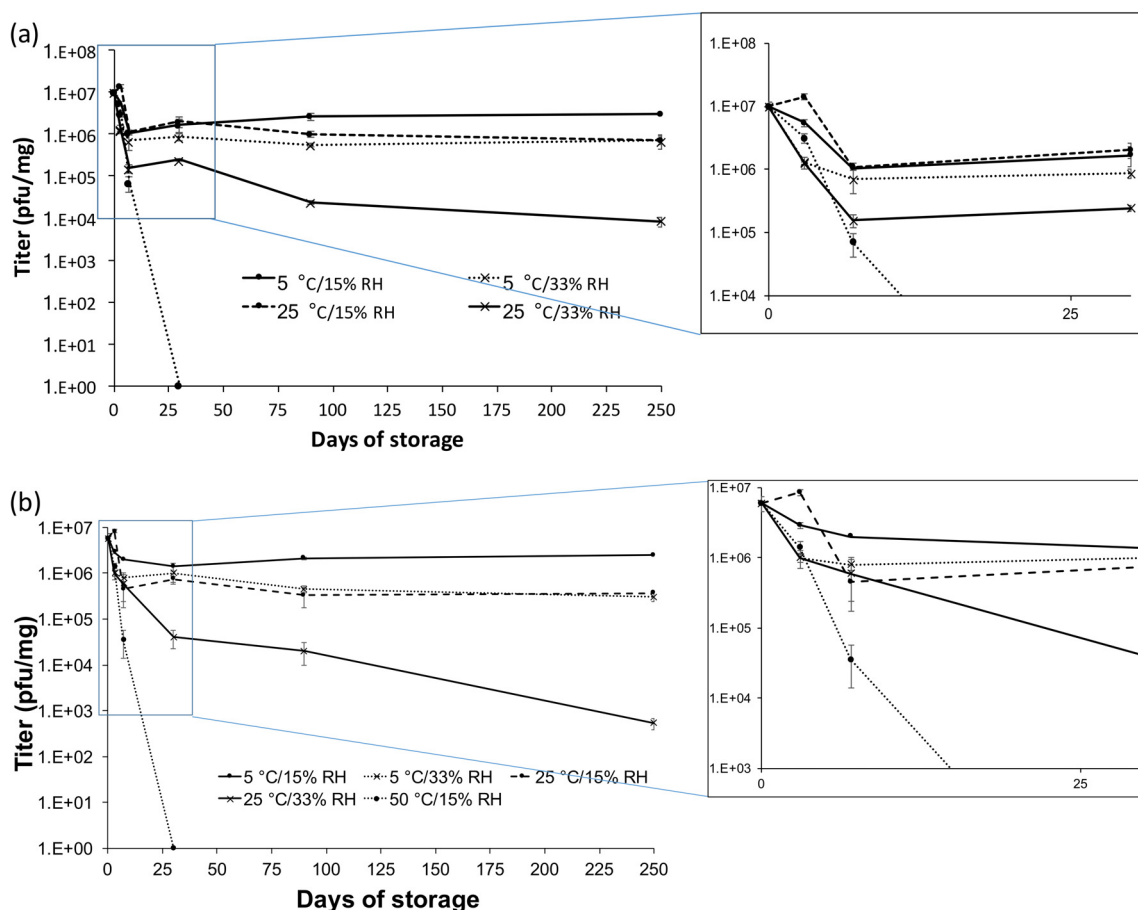 (a)
Titer (pfu/mg)
1.E+08
1.E+07
1.E+06
1.E+05
1.E+04
1.E+03
1.E+02
1.E+01
1.E+00
0 25 50 75 100 125 150 175 200 225 250
Days of storage
5 °C/15% RH 5 °C/33% RH
25 °C/15% RH 25 °C/33% RH
1.E+08
1.E+07
1.E+06
1.E+05
1.E+04
0 25
(b)
Titer (pfu/mg)
1.E+07
1.E+06
1.E+05
1.E+04
1.E+03
1.E+02
1.E+01
1.E+00
0 25 50 75 100 125 150 175 200 225 250
Days of storage
5 °C/15% RH 5 °C/33% RH 25 °C/15% RH
25 °C/33% RH 50 °C/15% RH
1.E+07
1.E+06
1.E+05
1.E+04
1.E+03
0 25